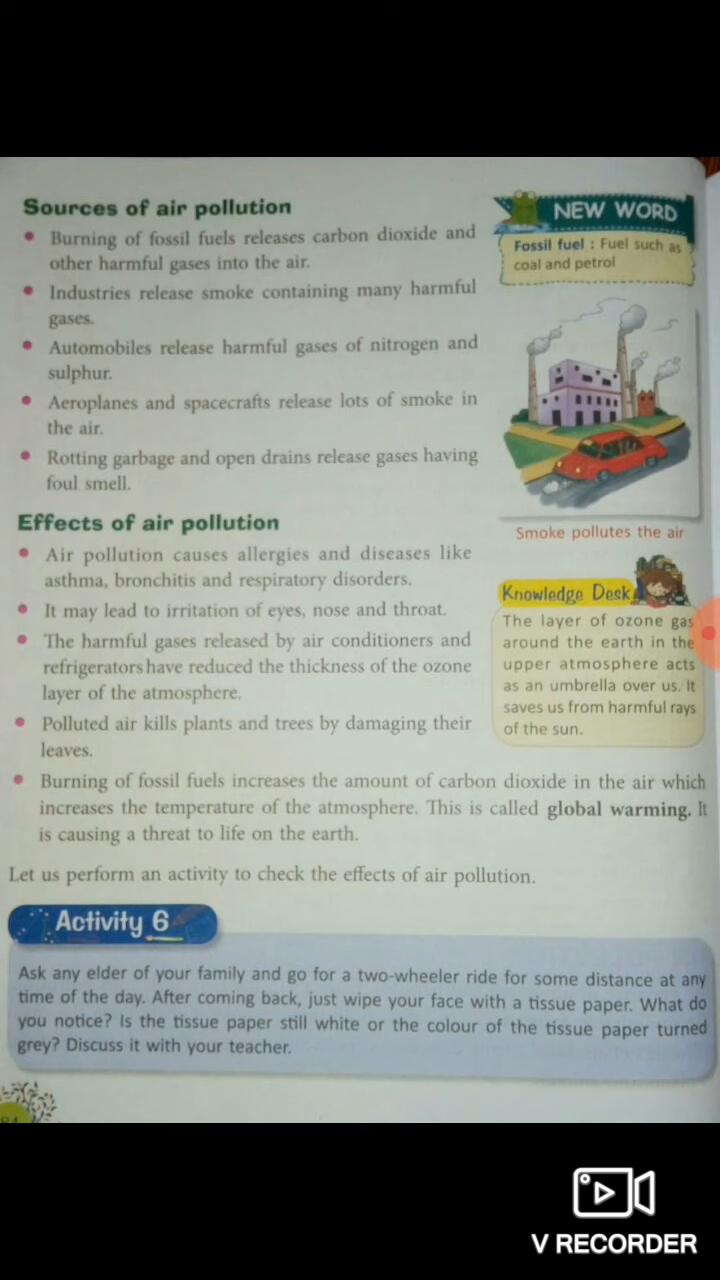 Sources of air pollution
• Burning of fossil fuels releases carbon dioxide and
other harmful gases into the air.
• Industries release smoke containing many harmful
gases.
• Automobiles release harmful gases of nitrogen and
sulphur.
• Aeroplanes and spacecrafts release lots of smoke in
the air.
• Rotting garbage and open drains release gases having
foul smell.
NEW WORD
Fossil fuel : Fuel such as
coal and petrol
Smoke pollutes the air
Effects of air pollution
• Air pollution causes allergies and diseases like
asthma, bronchitis and respiratory disorders.
• It may lead to irritation of eyes, nose and throat.
• The harmful gases released by air conditioners and
refrigerators have reduced the thickness of the ozone
layer of the atmosphere.
• Polluted air kills plants and trees by damaging their
leaves.
Knowledge Desk
The layer of ozone gas
around the earth in the
upper atmosphere acts
as an umbrella over us. It
saves us from harmful rays
of the sun.
• Burning of fossil fuels increases the amount of carbon dioxide in the air which
increases the temperature of the atmosphere. This is called global warming. It
is causing a threat to life on the earth.
Let us perform an activity to check the effects of air pollution.
Activity 6
Ask any elder of your family and go for a two-wheeler ride for some distance at any
time of the day. After coming back, just wipe your face with a tissue paper. What do
you notice? Is the tissue paper still white or the colour of the tissue paper turned
grey? Discuss it with your teacher.
V RECORDER